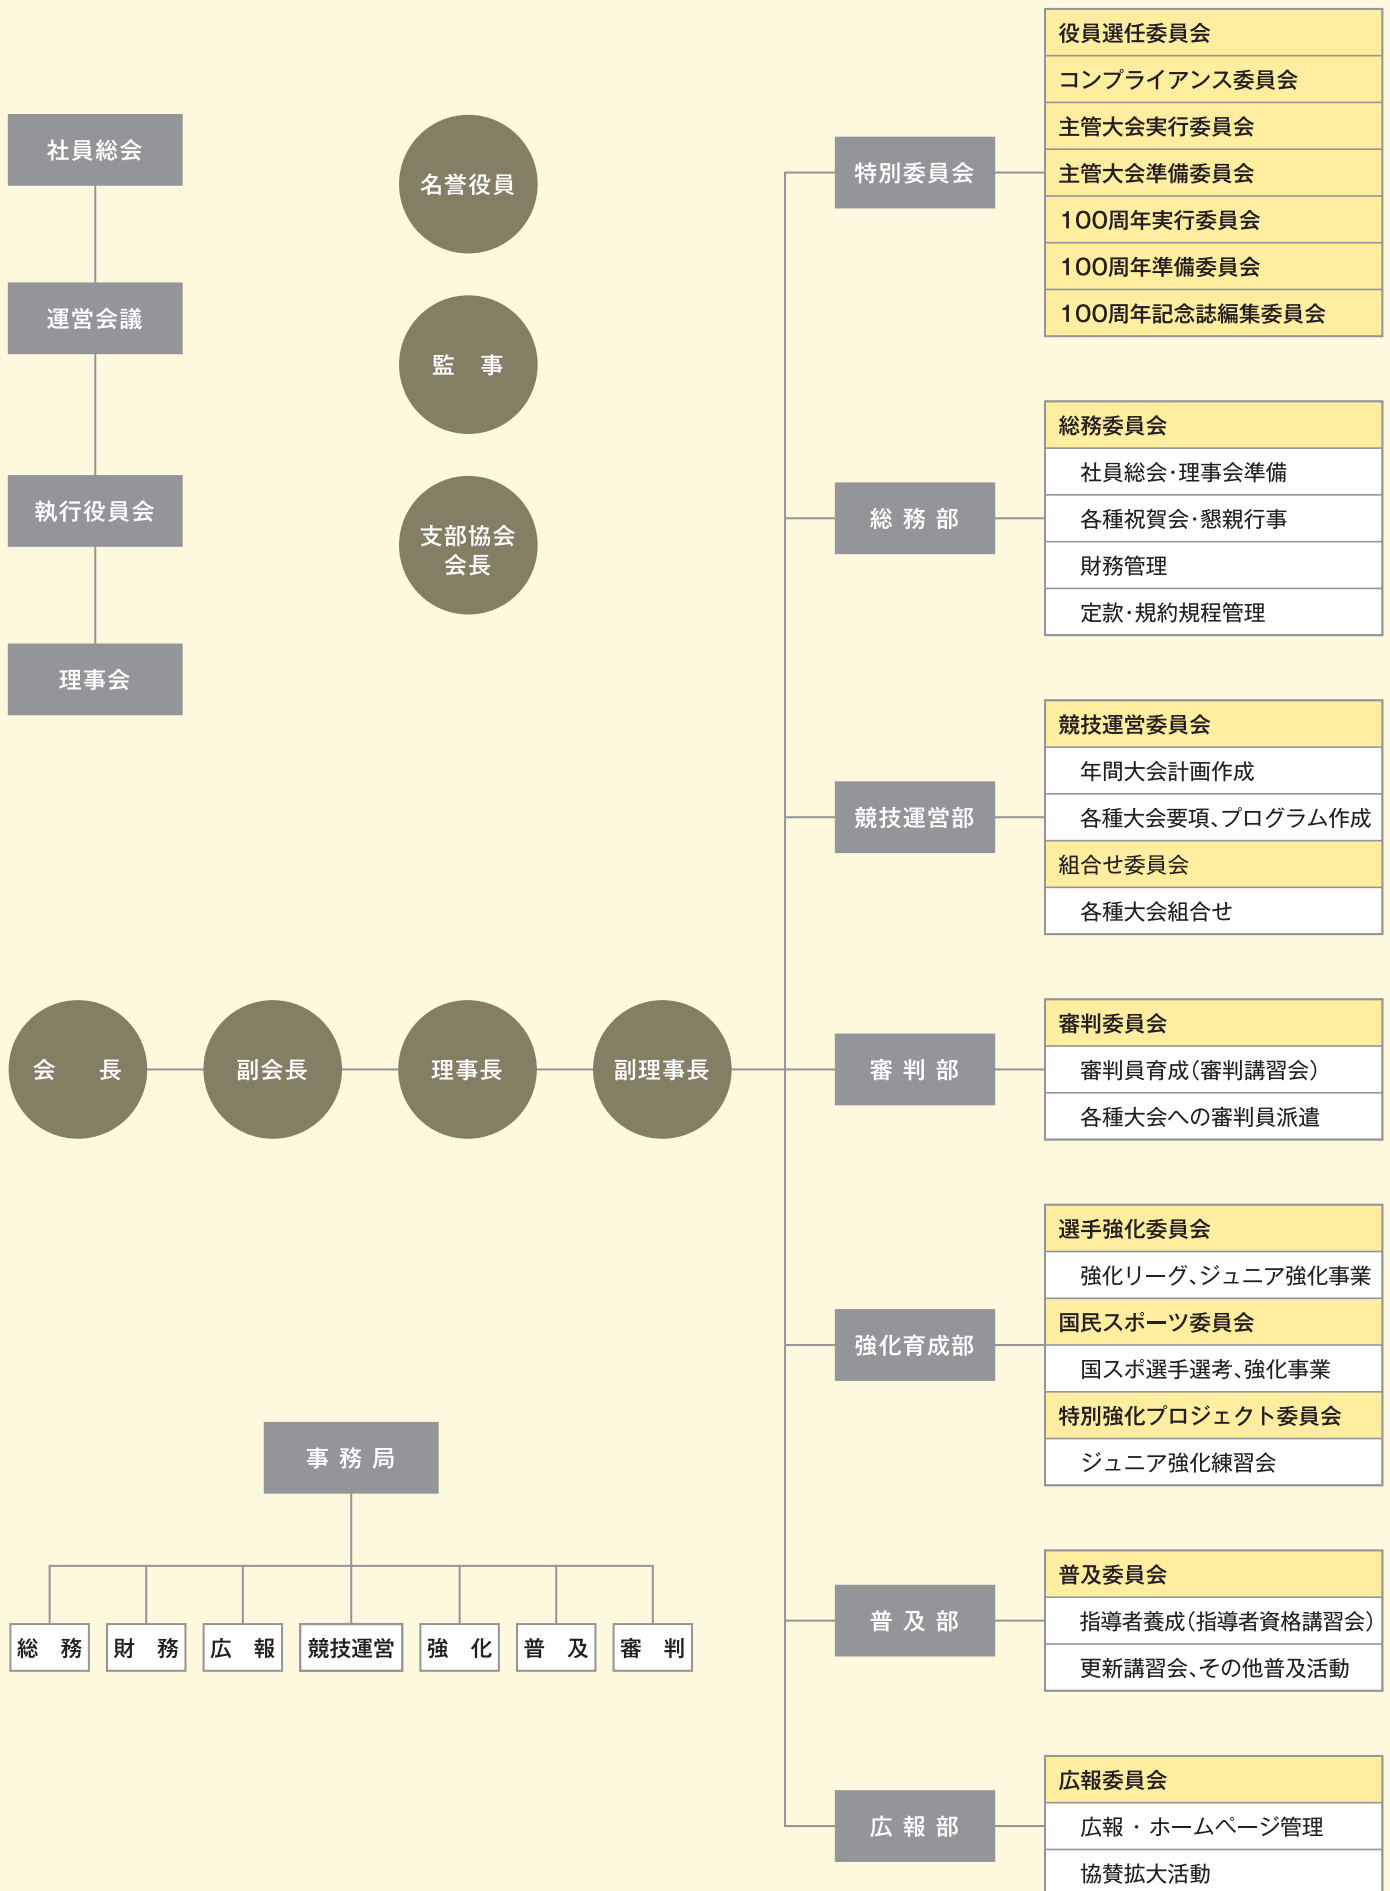 社員総会
運営会議
執行役員会
理事会
名誉役員
監　事
支部協会
会長
会　長
副会長
理事長
副理事長
特別委員会
役員選任委員会
コンプライアンス委員会
主管大会実行委員会
主管大会準備委員会
100周年実行委員会
100周年準備委員会
100周年記念誌編集委員会
総 務 部
総務委員会
社員総会･理事会準備
各種祝賀会･懇親行事
財務管理
定款･規約規程管理
競技運営部
競技運営委員会
年間大会計画作成
各種大会要項、プログラム作成
組合せ委員会
各種大会組合せ
審 判 部
審判委員会
審判員育成（審判講習会）
各種大会への審判員派遣
強化育成部
選手強化委員会
強化リーグ、ジュニア強化事業
国民スポーツ委員会
国スポ選手選考、強化事業
特別強化プロジェクト委員会
ジュニア強化練習会
普 及 部
普及委員会
指導者養成（指導者資格講習会）
更新講習会、その他普及活動
広 報 部
広報委員会
広報 ・ ホームページ管理
協賛拡大活動
事 務 局
総　務
財　務
広　報
競技運営
強　化
普　及
審　判